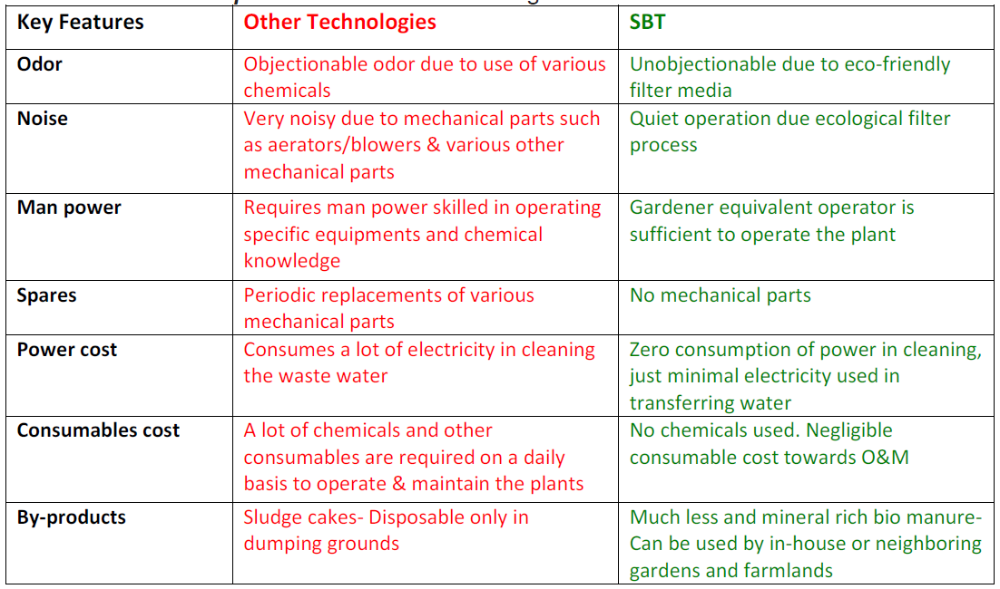 Key Features Other Technologies SBT
Odor Objectionable odor due to use of various Unobjectionable due to eco-friendly
chemicals filter media
Noise Very noisy due to mechanical parts such Quiet operation due ecological filter
as aerators/blowers & various other process
mechanical parts
Man power Requires man power skilled in operating Gardener equivalent operator is
specific equipments and chemical sufficient to operate the plant
knowledge
Spares Periodic replacements of various No mechanical parts
mechanical parts
Power cost Consumes a lot of electricity in cleaning Zero consumption of power in cleaning,
the waste water just minimal electricity used in
transferring water
Consumables cost A lot of chemicals and other No chemicals used. Negligible
consumables are required on a daily consumable cost towards O&M
basis to operate & maintain the plants
By-products Sludge cakes- Disposable only in Much less and mineral rich bio manure-
dumping grounds Can be used by in-house or neighboring
gardens and farmlands